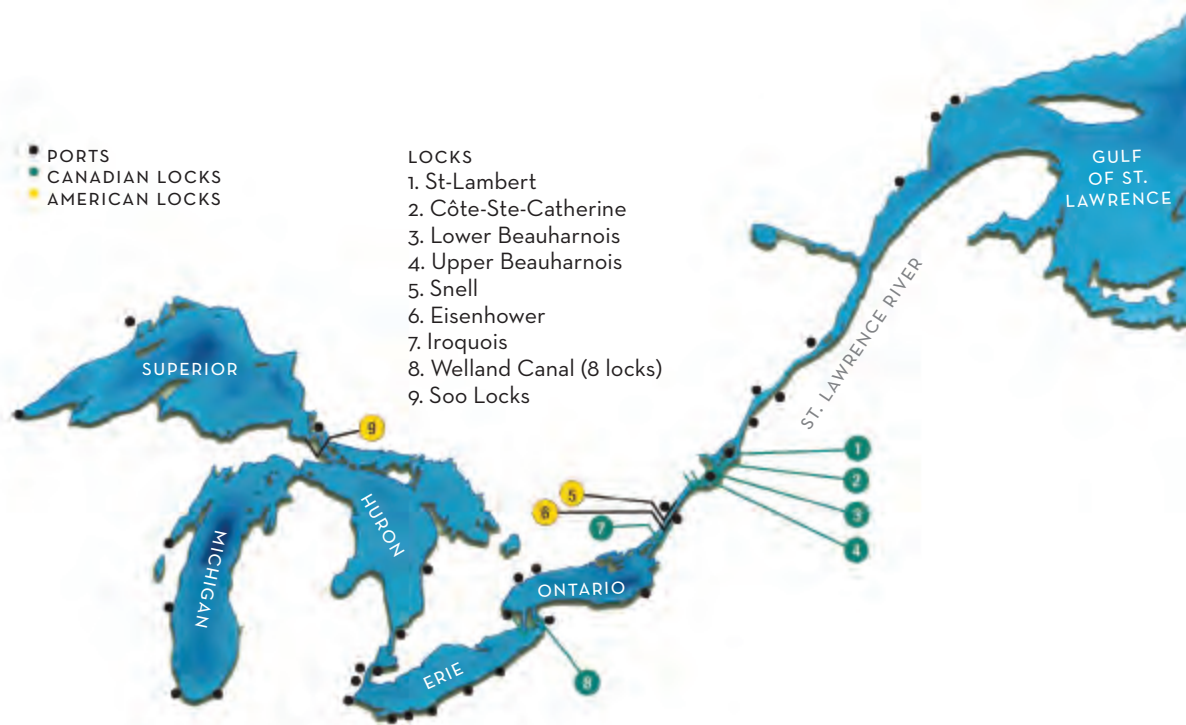 PORTS
CANADIAN LOCKS
AMERICAN LOCKS
LOCKS
1. St-Lambert
2. Côte-Ste-Catherine
3. Lower Beauharnois
4. Upper Beauharnois
5. Snell
6. Eisenhower
7. Iroquois
8. Welland Canal (8 locks)
9. Soo Locks
GULF
OF ST.
LAWRENCE
ST. LAWRENCE RIVER
SUPERIOR
9
1
2
3
4
5
6
7
HURON
MICHIGAN
ONTARIO
ERIE
8